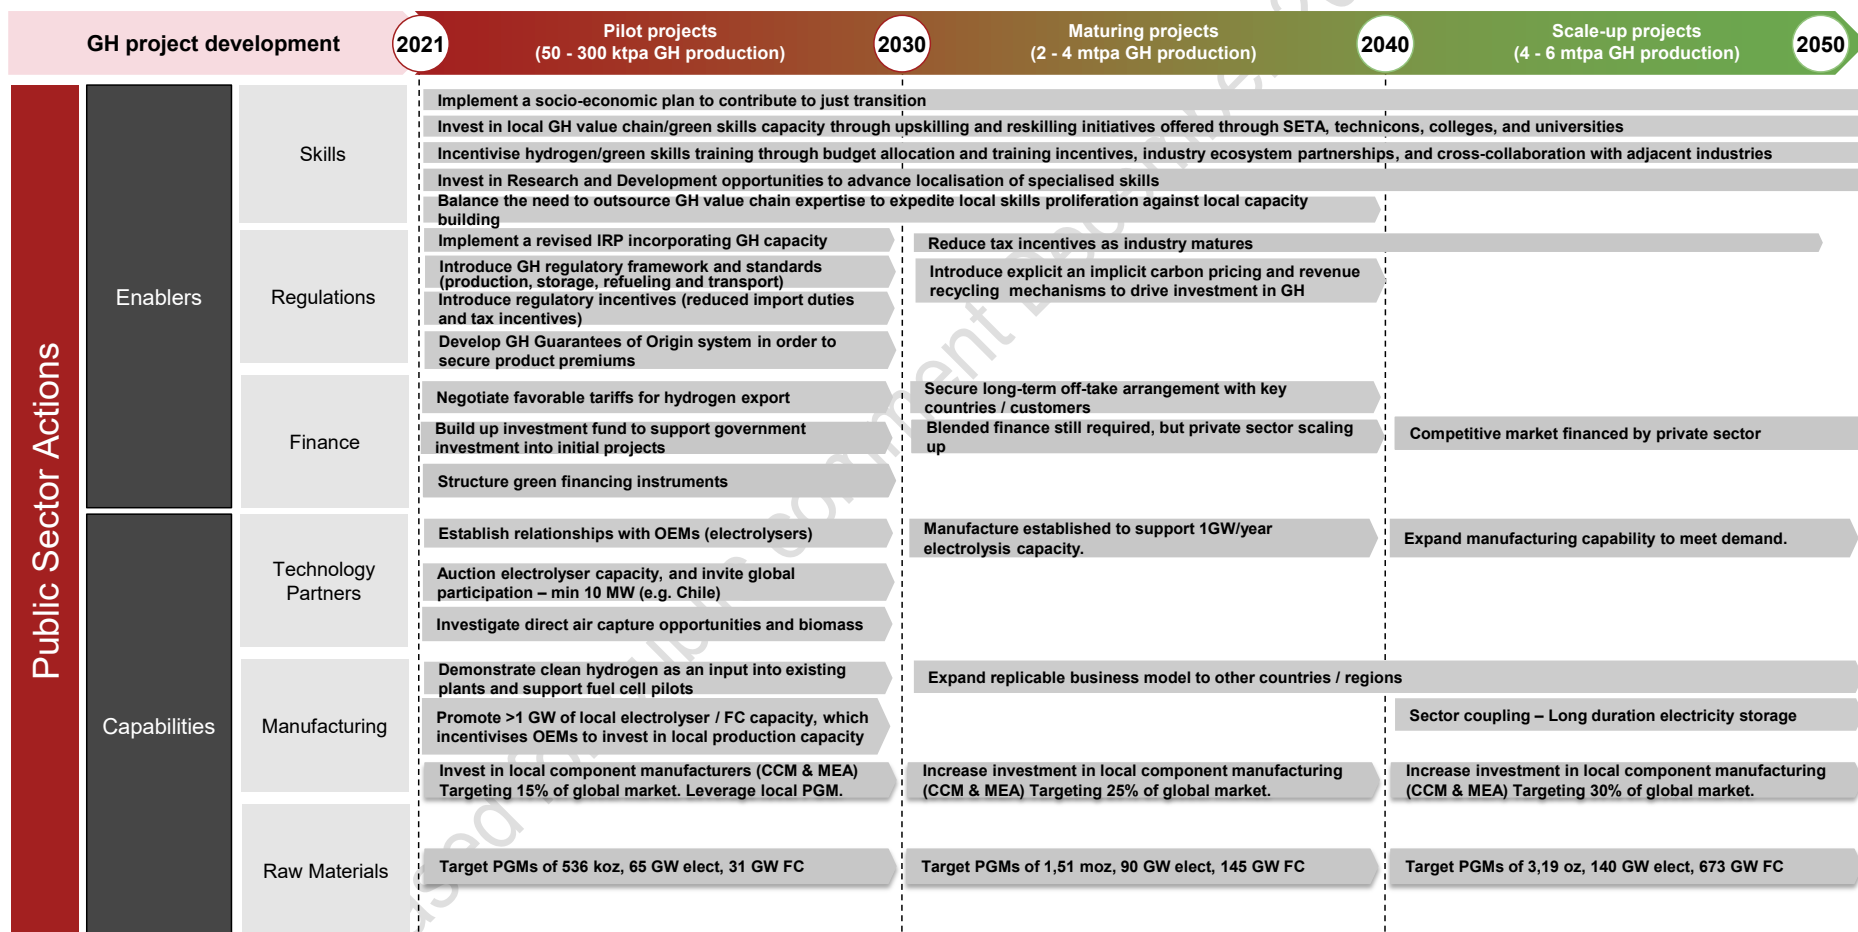 GH project development
2021
Pilot projects
(50 - 300 ktpa GH production)
2030
Maturing projects
(2 - 4 mtpa GH production)
2040
Scale-up projects
(4 - 6 mtpa GH production)
2050
Public Sector Actions
Enablers
Skills
Implement a socio-economic plan to contribute to just transition
Invest in local GH value chain/green skills capacity through upskilling and reskilling initiatives offered through SETA, technicons, colleges, and universities
Incentivise hydrogen/green skills training through budget allocation and training incentives, industry ecosystem partnerships, and cross-collaboration with adjacent industries
Invest in Research and Development opportunities to advance localisation of specialised skills
Balance the need to outsource GH value chain expertise to expedite local skills proliferation against local capacity
building
Regulations
Implement a revised IRP incorporating GH capacity
Introduce GH regulatory framework and standards
(production, storage, refueling and transport)
Introduce regulatory incentives (reduced import duties
and tax incentives)
Develop GH Guarantees of Origin system in order to
secure product premiums
Reduce tax incentives as industry matures
Introduce explicit an implicit carbon pricing and revenue
recycling mechanisms to drive investment in GH
Finance
Negotiate favorable tariffs for hydrogen export
Build up investment fund to support government
investment into initial projects
Structure green financing instruments
Secure long-term off-take arrangement with key
countries / customers
Blended finance still required, but private sector scaling
up
Competitive market financed by private sector
Capabilities
Technology
Partners
Establish relationships with OEMs (electrolysers)
Auction electrolyser capacity, and invite global
participation – min 10 MW (e.g. Chile)
Investigate direct air capture opportunities and biomass
Manufacture established to support 1GW/year
electrolysis capacity.
Expand manufacturing capability to meet demand.
Manufacturing
Demonstrate clean hydrogen as an input into existing
plants and support fuel cell pilots
Promote >1 GW of local electrolyser / FC capacity, which
incentivises OEMs to invest in local production capacity
Invest in local component manufacturers (CCM & MEA)
Targeting 15% of global market. Leverage local PGM.
Expand replicable business model to other countries / regions
Increase investment in local component manufacturing
(CCM & MEA) Targeting 25% of global market.
Sector coupling – Long duration electricity storage
Increase investment in local component manufacturing
(CCM & MEA) Targeting 30% of global market.
Raw Materials
Target PGMs of 536 koz, 65 GW elect, 31 GW FC
Target PGMs of 1,51 moz, 90 GW elect, 145 GW FC
Target PGMs of 3,19 oz, 140 GW elect, 673 GW FC